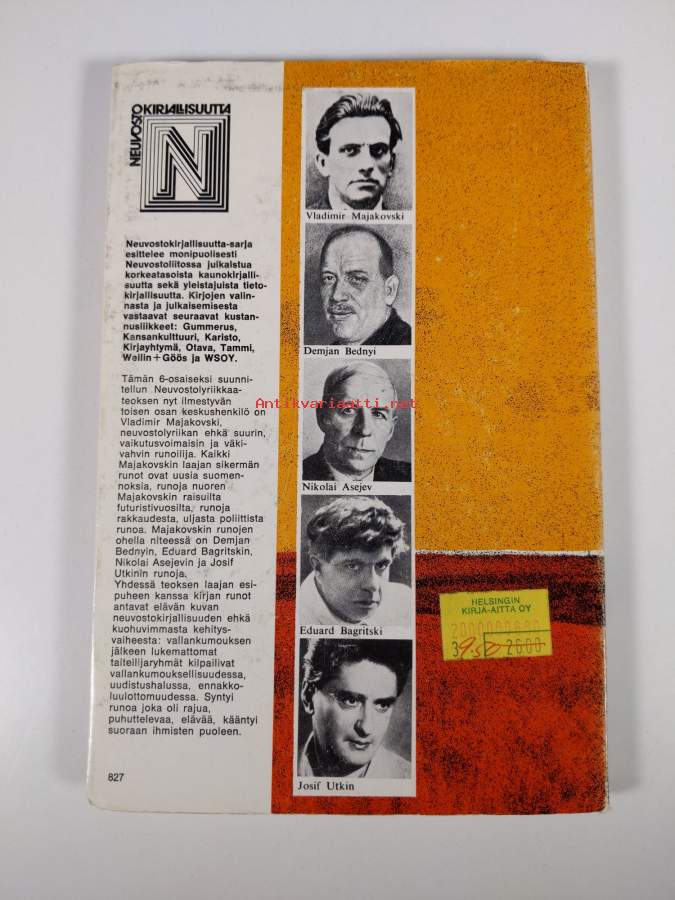 NEUVOSTOKIRJALLISUUTTA
N
Neuvostokirjallisuutta-sarja
esittelee monipuolisesti
Neuvostoliitossa julkaistua
korkeatasoista kaunokirjalli-
suutta sekä yleistajuista tieto-
kirjallisuutta. Kirjojen valin-
nasta ja julkaisemisesta
vastaavat seuraavat kustan-
nusliikkeet: Gummerus,
Kansankulttuuri, Karisto,
Kirjayhtymä, Otava, Tammi,
Weilin+Göös ja WSOY.
Tämän 6-osaiseksi suunni-
tellun Neuvostolyriikkaa-
teoksen nyt ilmestyvän
toisen osan keskushenkilö on
Vladimir Majakovski,
neuvostolyriikan ehkä suurin,
vaikutusvoimaisin ja väki-
vahvin runoilija. Kaikki
Majakovskin laajan sikermän
runot ovat uusia suomen-
noksia, runoja nuoren
Majakovskin raisuilta
futuristivuosilta, runoja
rakkaudesta, uljasta poliittista
runoa. Majakovskin runojen
ohella niteessä on Demjan
Bednyin, Eduard Bagritskin,
Nikolai Asejevin ja Josif
Utkinin runoja.
Yhdessä teoksen laajan esi-
puheen kanssa kirjan runot
antavat elävän kuvan
neuvostokirjallisuuden ehkä
kuohuvimmasta kehitys-
vaiheesta: vallankumouksen
jälkeen lukemattomat
taiteilijaryhmät kilpailivat
vallankumouksellisuudessa,
uudistushalussa, ennakko-
luulottomuudessa. Syntyi
runoa joka oli rajua,
puhuttelevaa, elävää, kääntyi
suoraan ihmisten puoleen.
827
Vladimir Majakovski
Demjan Bednyi
Antikvariaatti.net
Nikolai Asejev
Eduard Bagritski
Josif Utkin
HELSINGIN
KIRJA-AITTA OY
2600